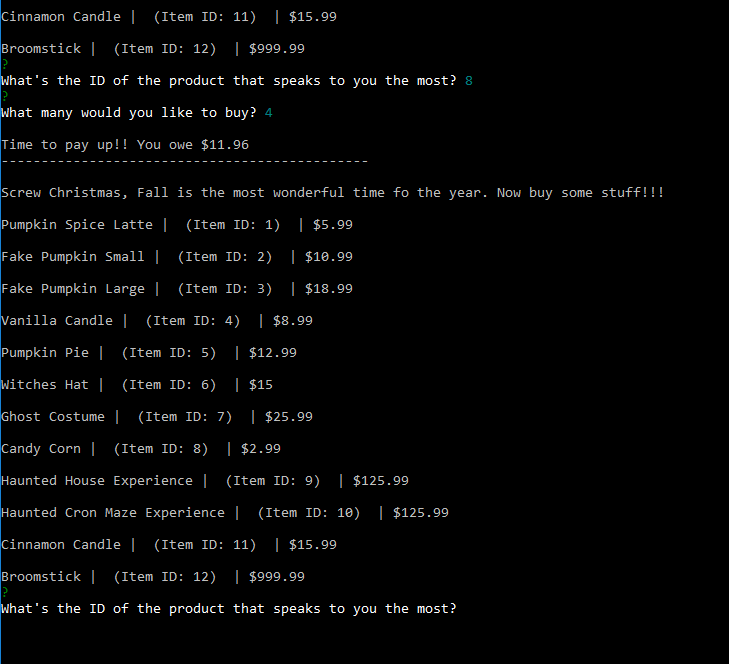 Cinnamon Candle |  (Item ID: 11)  | $15.99
Broomstick |  (Item ID: 12)  | $999.99
?
What's the ID of the product that speaks to you the most? 8
?
What many would you like to buy? 4
Time to pay up!! You owe $11.96
----------------------------------------------
Screw Christmas, Fall is the most wonderful time fo the year. Now buy some stuff!!!
Pumpkin Spice Latte |  (Item ID: 1)  | $5.99
Fake Pumpkin Small |  (Item ID: 2)  | $10.99
Fake Pumpkin Large |  (Item ID: 3)  | $18.99
Vanilla Candle |  (Item ID: 4)  | $8.99
Pumpkin Pie |  (Item ID: 5)  | $12.99
Witches Hat |  (Item ID: 6)  | $15
Ghost Costume |  (Item ID: 7)  | $25.99
Candy Corn |  (Item ID: 8)  | $2.99
Haunted House Experience |  (Item ID: 9)  | $125.99
Haunted Cron Maze Experience |  (Item ID: 10)  | $125.99
Cinnamon Candle |  (Item ID: 11)  | $15.99
Broomstick |  (Item ID: 12)  | $999.99
?
What's the ID of the product that speaks to you the most?